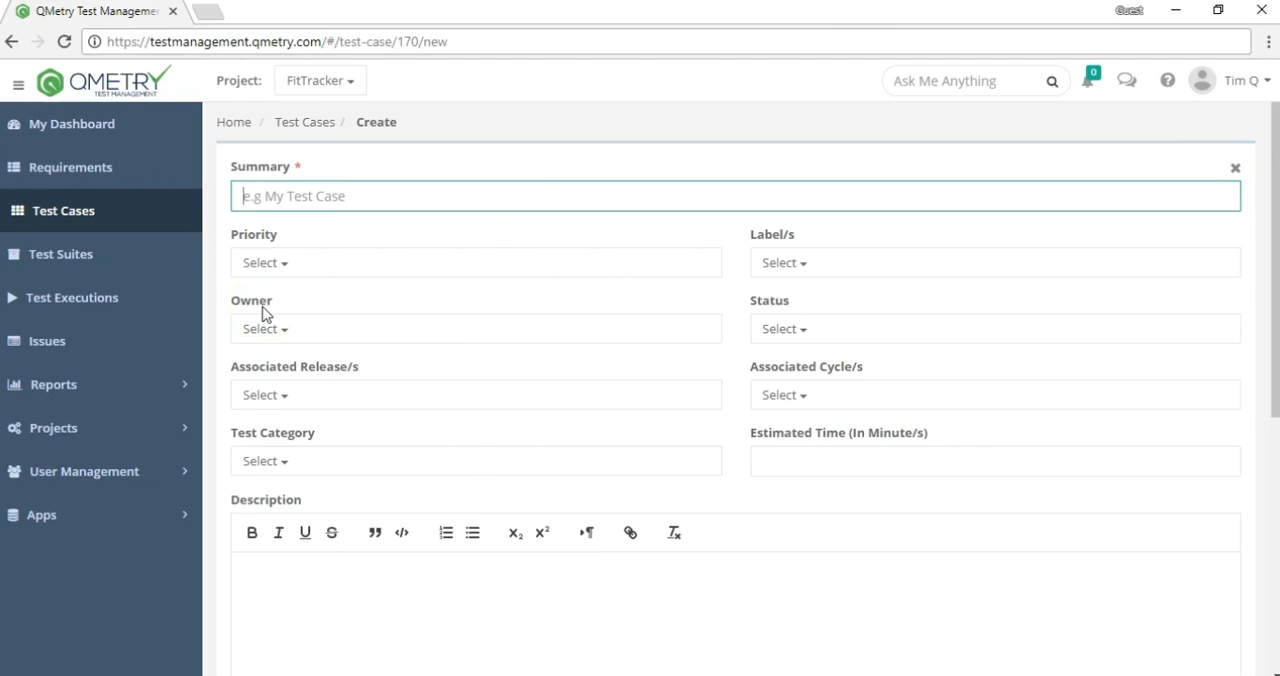 QMetry Test Managemer
Guest
https://testmanagement.qmetry.com/#/test-case/170/new
QMETRY
TEST MANAGEMENT
Project:
FitTracker
Ask Me Anything
0
Tim Q
My Dashboard
Requirements
Test Cases
Test Suites
Test Executions
Issues
Reports
Projects
User Management
Apps
Home / Test Cases / Create
Summary *
e.g My Test Case
Priority
Label/s
Select
Select
Owner
Status
Select
Select
Associated Release/s
Associated Cycle/s
Select
Select
Test Category
Estimated Time (In Minute/s)
Select
Description